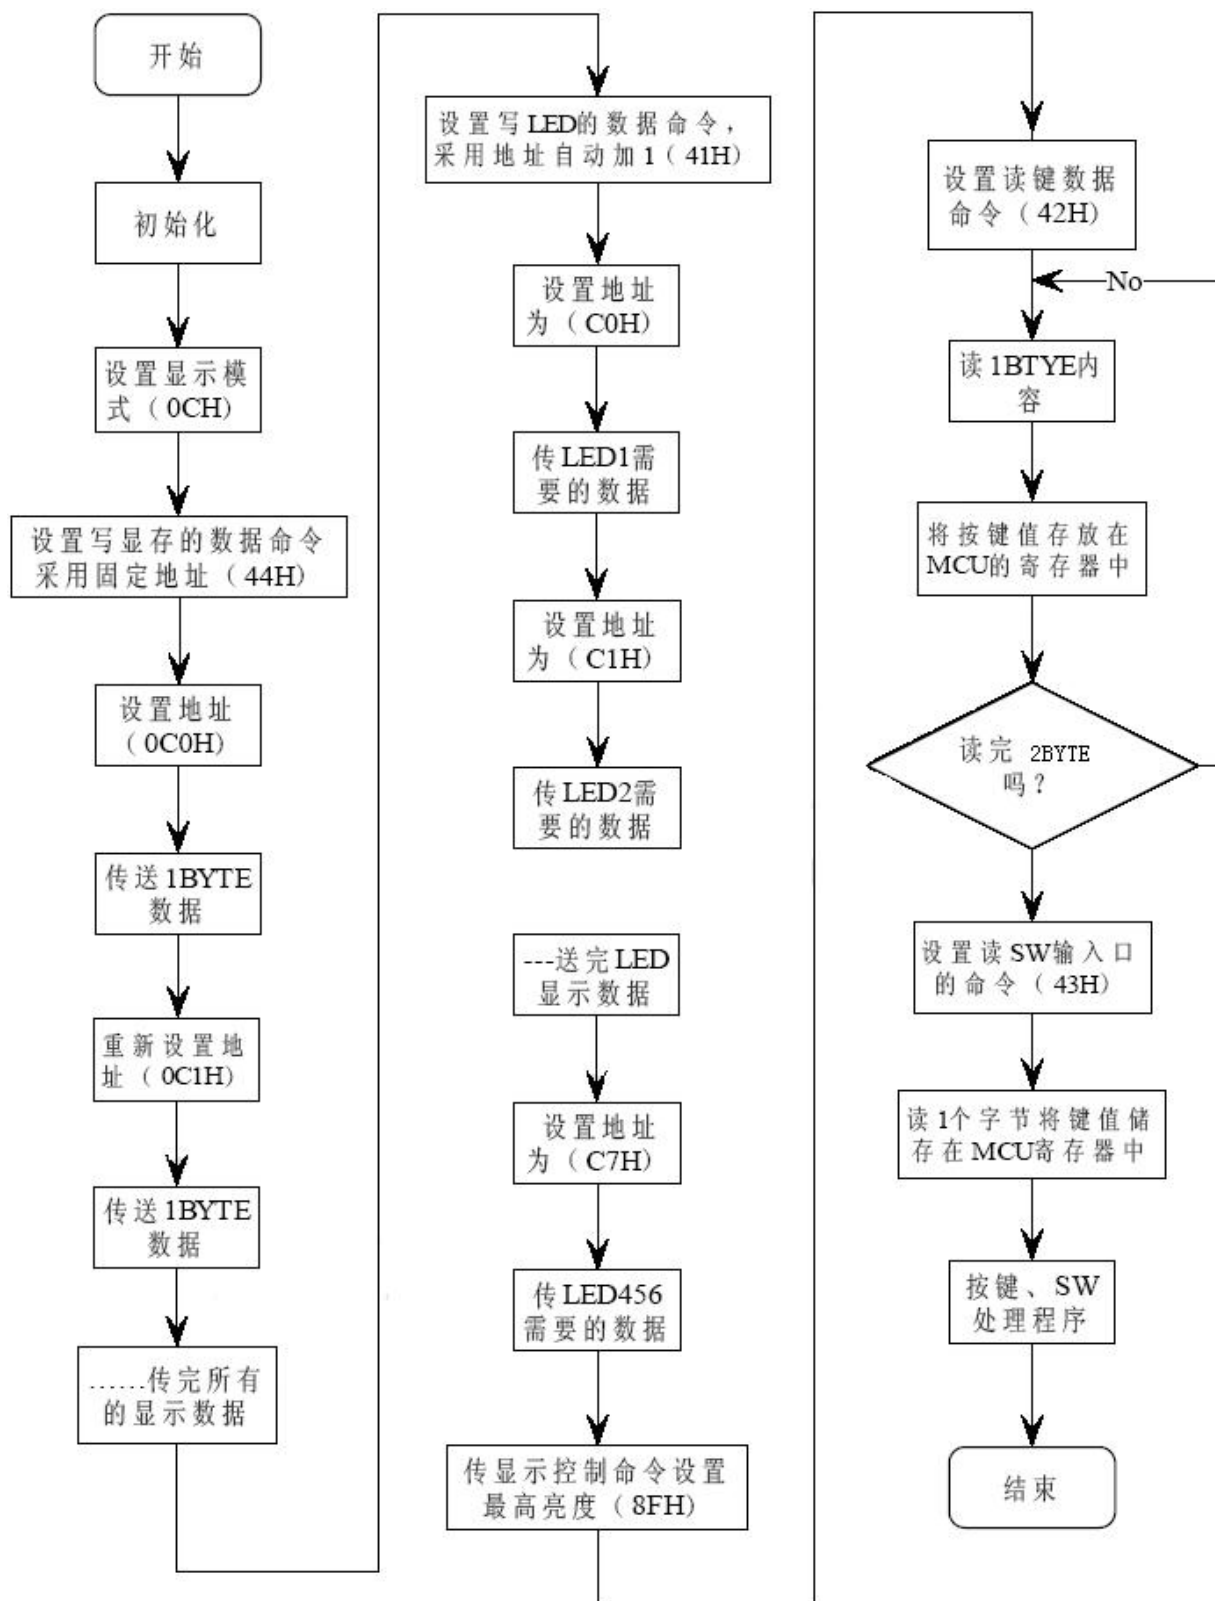 开始
初始化
设置显示模
式（0CH）
设置写显存的数据命令
采用固定地址（44H）
设置地址
（0C0H）
传送1BYTE
数据
重新设置地
址（0C1H）
传送1BYTE
数据
......传完所有
的显示数据
设置写LED的数据命令，
采用地址自动加1（41H）
设置地址
为（C0H）
传LED1需
要的数据
设置地址
为（C1H）
传LED2需
要的数据
---送完LED
显示数据
设置地址
为（C7H）
传LED456
需要的数据
传显示控制命令设置
最高亮度（8FH）
设置读键数据
命令（42H）
No
读1BTYE内
容
将按键值存放在
MCU的寄存器中
读完 2BYTE
吗？
设置读SW输入口
的命令（43H）
读1个字节将键值储
存在MCU寄存器中
按键、SW
处理程序
结束